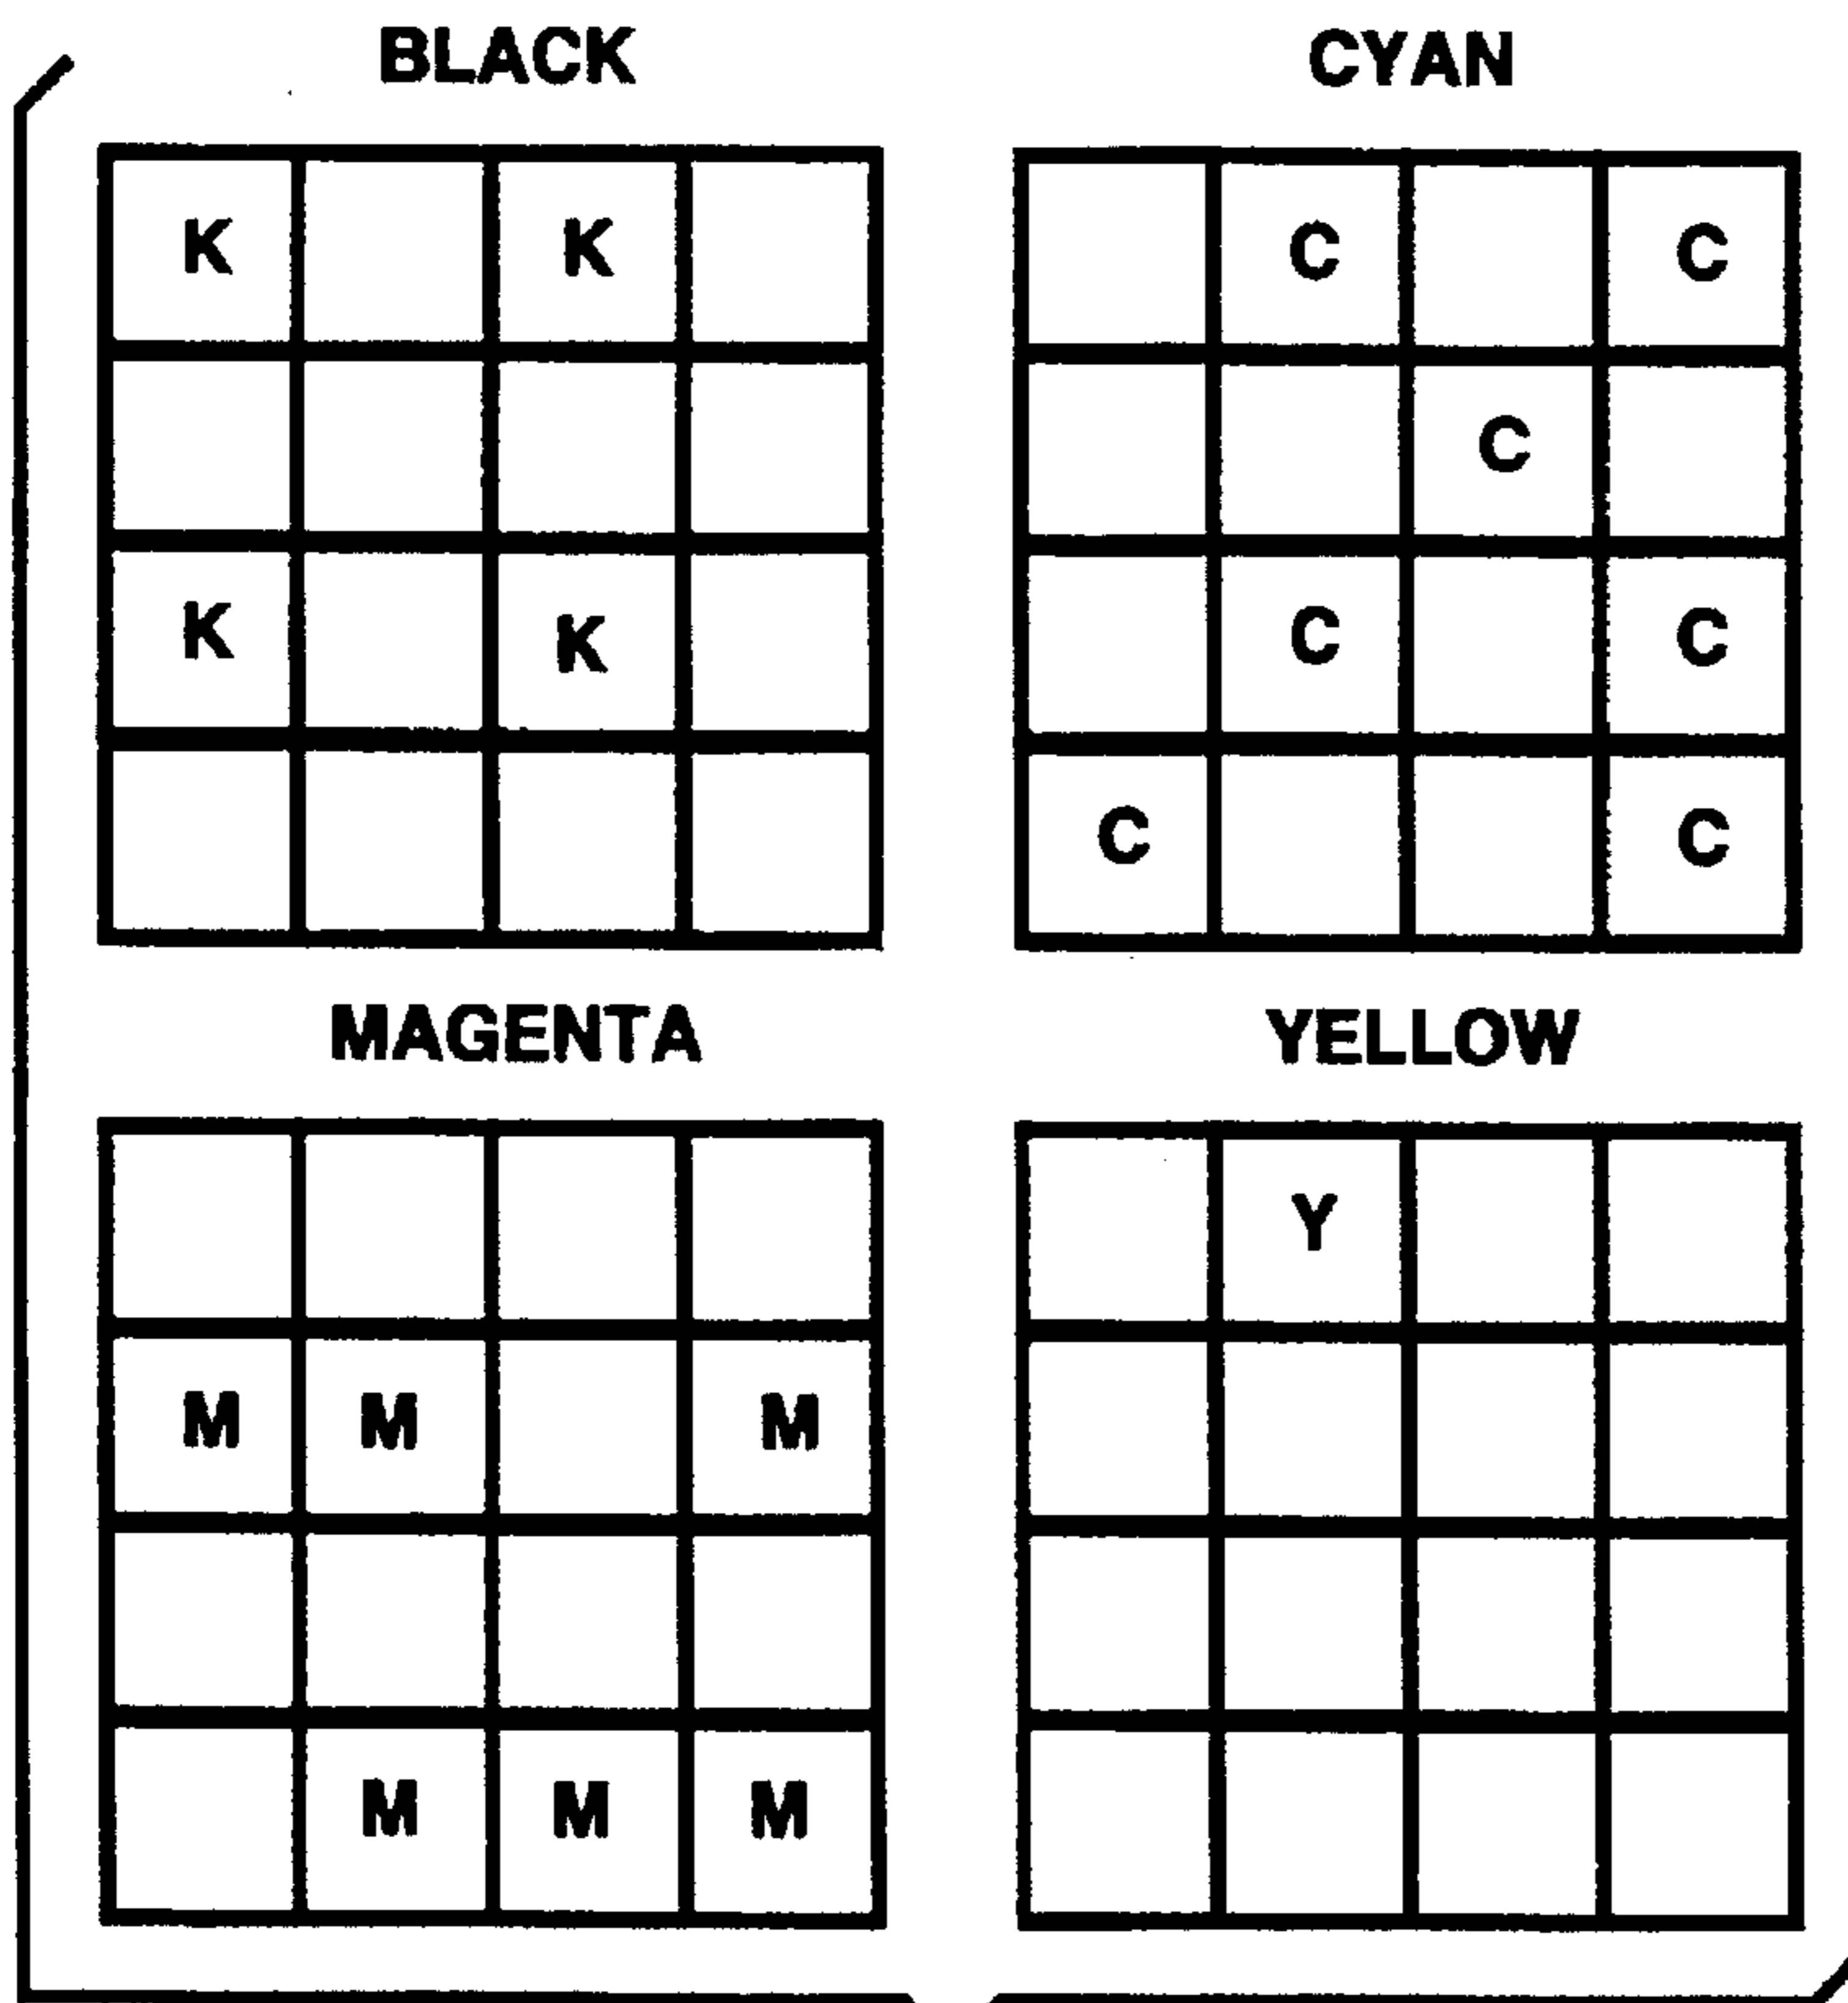 BLACK CYAN
K K C C
C
K K C C
C C
MAGENTA YELLOW
Y
M M M
M M M